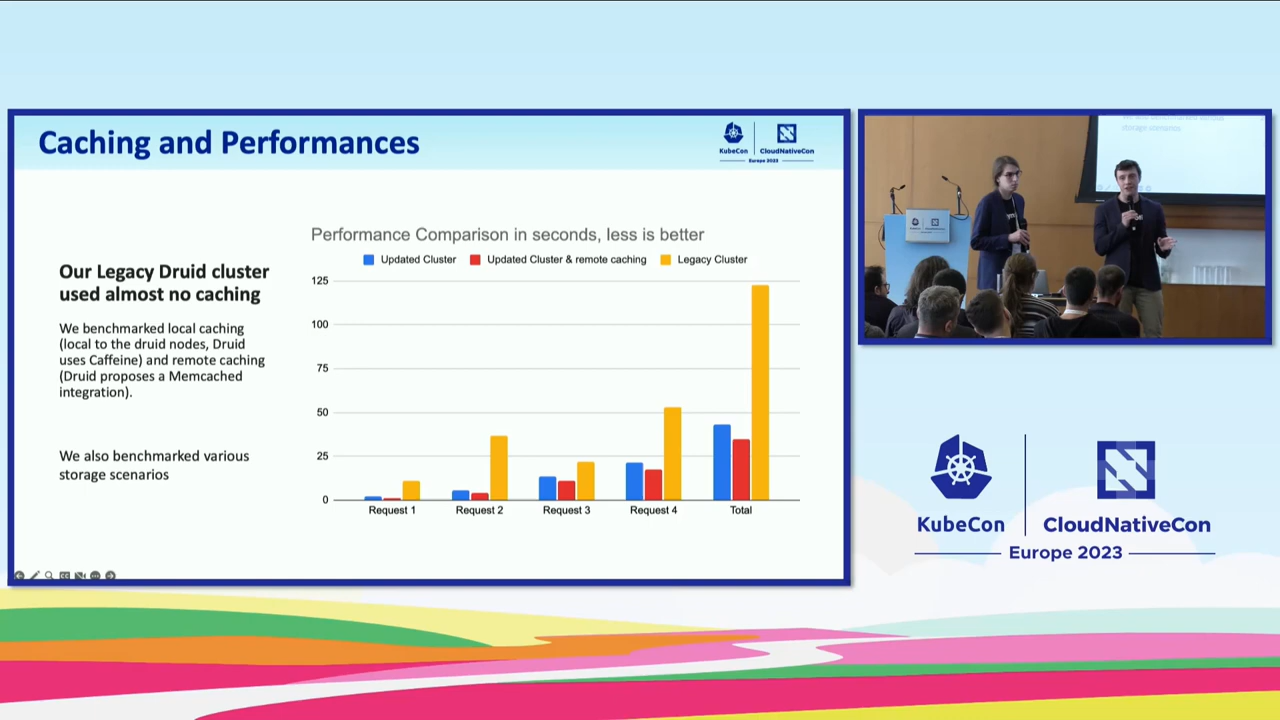 Caching and Performances
KubeCon
CloudNativeCon
Europe 2023
Our Legacy Druid cluster
used almost no caching
We benchmarked local caching
(local to the druid nodes, Druid
uses Caffeine) and remote caching
(Druid proposes a Memcached
integration).
We also benchmarked various
storage scenarios
Performance Comparison in seconds, less is better
Updated Cluster
Updated Cluster & remote caching
Legacy Cluster
125
100
75
50
25
0
Request 1
Request 2
Request 3
Request 4
Total
storage scenarios
KubeCon
CloudNativeCon
Europe 2023